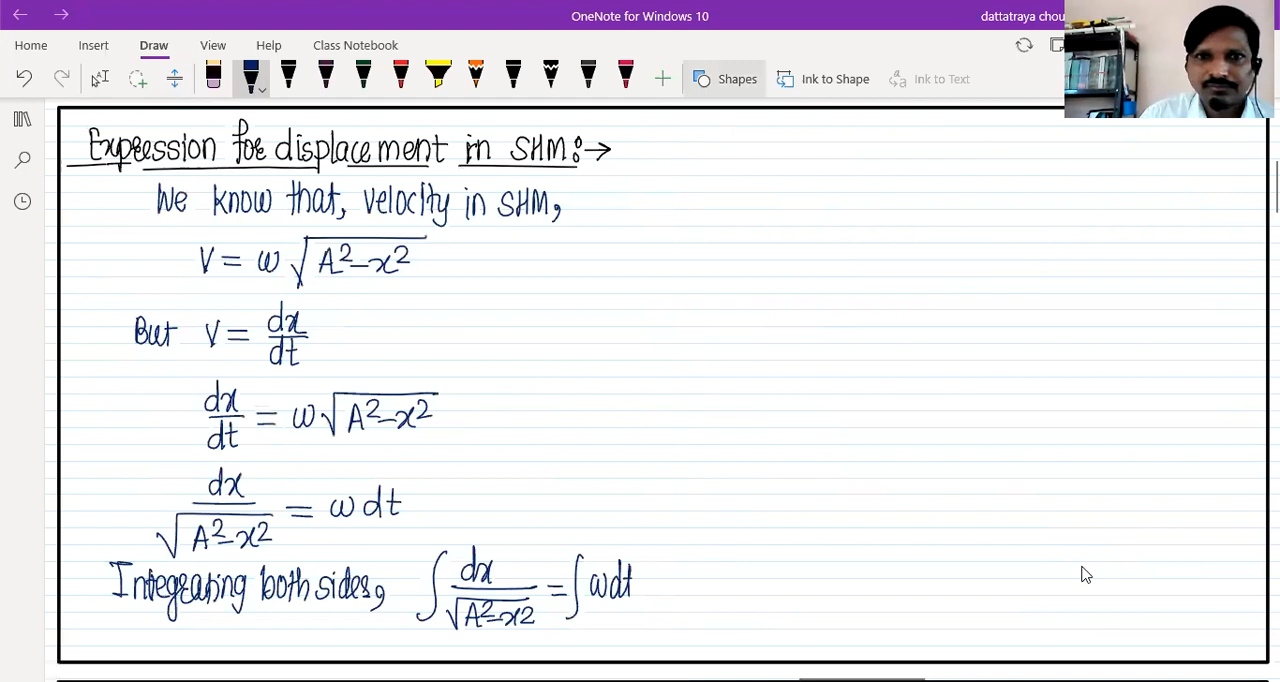 OneNote for Windows 10
dattatraya chou
Home Insert Draw View Help Class Notebook
Shapes Ink to Shape Ink to Text
Expression for displacement in SHM:→
We know that, velocity in SHM,
V = ω √(A² - x²)
But V = dx/dt
dx/dt = ω √(A² - x²)
dx/√(A² - x²) = ω dt
Integrating both sides, ∫ dx/√(A² - x²) = ∫ ωdt